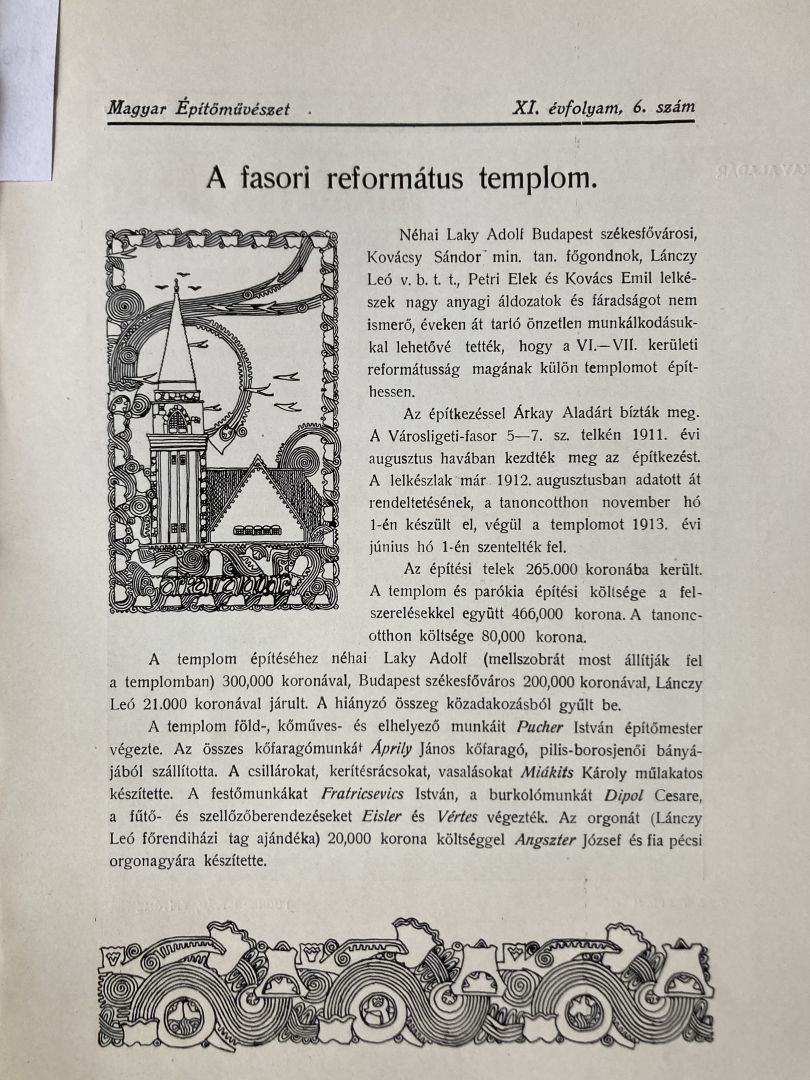 Magyar Építőművészet
XI. évfolyam, 6. szám
A fasori református templom.
Néhai Laky Adolf Budapest székesfővárosi,
Kovácsy Sándor min. tan. főgondnok, Lánczy
Leó v. b. t. t., Petri Elek és Kovács Emil lelké-
szek nagy anyagi áldozatok és fáradságot nem
ismerő, éveken át tartó önzetlen munkálkodásuk-
kal lehetővé tették, hogy a VI.—VII. kerületi
reformátusság magának külön templomot épít-
hessen.
Az építkezéssel Árkay Aladárt bízták meg.
A Városligeti-fasor 5—7. sz. telkén 1911. évi
augusztus havában kezdték meg az építkezést.
A lelkészlak már 1912. augusztusban adatott át
rendeltetésének, a tanoncotthon november hó
1-én készült el, végül a templomot 1913. évi
június hó 1-én szentelték fel.
Az építési telek 265.000 koronába került.
A templom és parókia építési költsége a fel-
szerelésekkel együtt 466,000 korona. A tanonc-
otthon költsége 80,000 korona.
árkay aladár
A templom építéséhez néhai Laky Adolf (mellszobrát most állítják fel
a templomban) 300,000 koronával, Budapest székesfőváros 200,000 koronával, Lánczy
Leó 21.000 koronával járult. A hiányzó összeg közadakozásból gyűlt be.
A templom föld-, kőműves- és elhelyező munkáit Pucher István építőmester
végezte. Az összes kőfaragómunkát Áprily János kőfaragó, pilis-borosjenői bányá-
jából szállította. A csillárokat, kerítésrácsokat, vasalásokat Miákits Károly műlakatos
készítette. A festőmunkákat Fratricsevics István, a burkolómunkát Dipol Cesare,
a fűtő- és szellőzőberendezéseket Eisler és Vértes végezték. Az orgonát (Lánczy
Leó főrendiházi tag ajándéka) 20,000 korona költséggel Angszter József és fia pécsi
orgonagyára készítette.